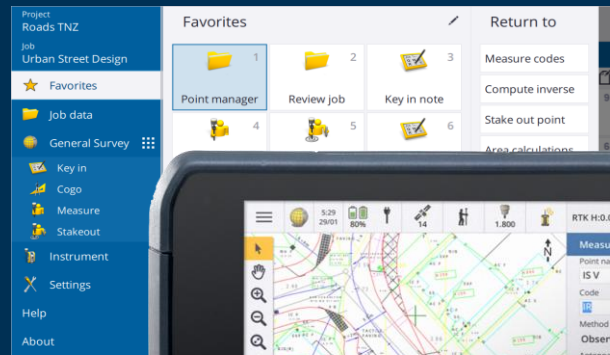 Project
Roads TNZ
Job
Urban Street Design
Favorites
Job data
General Survey
Key in
Cogo
Measure
Stakeout
Instrument
Settings
Help
About
Favorites
1
Point manager
2
Review job
3
Key in note
4
5
6
Return to
Measure codes
Compute inverse
Stake out point
Area calculations
5:29
29/01
80%
14
1.800
RTK H:0.0
N
Measu
Point na
IS V
Code
Method
Obser